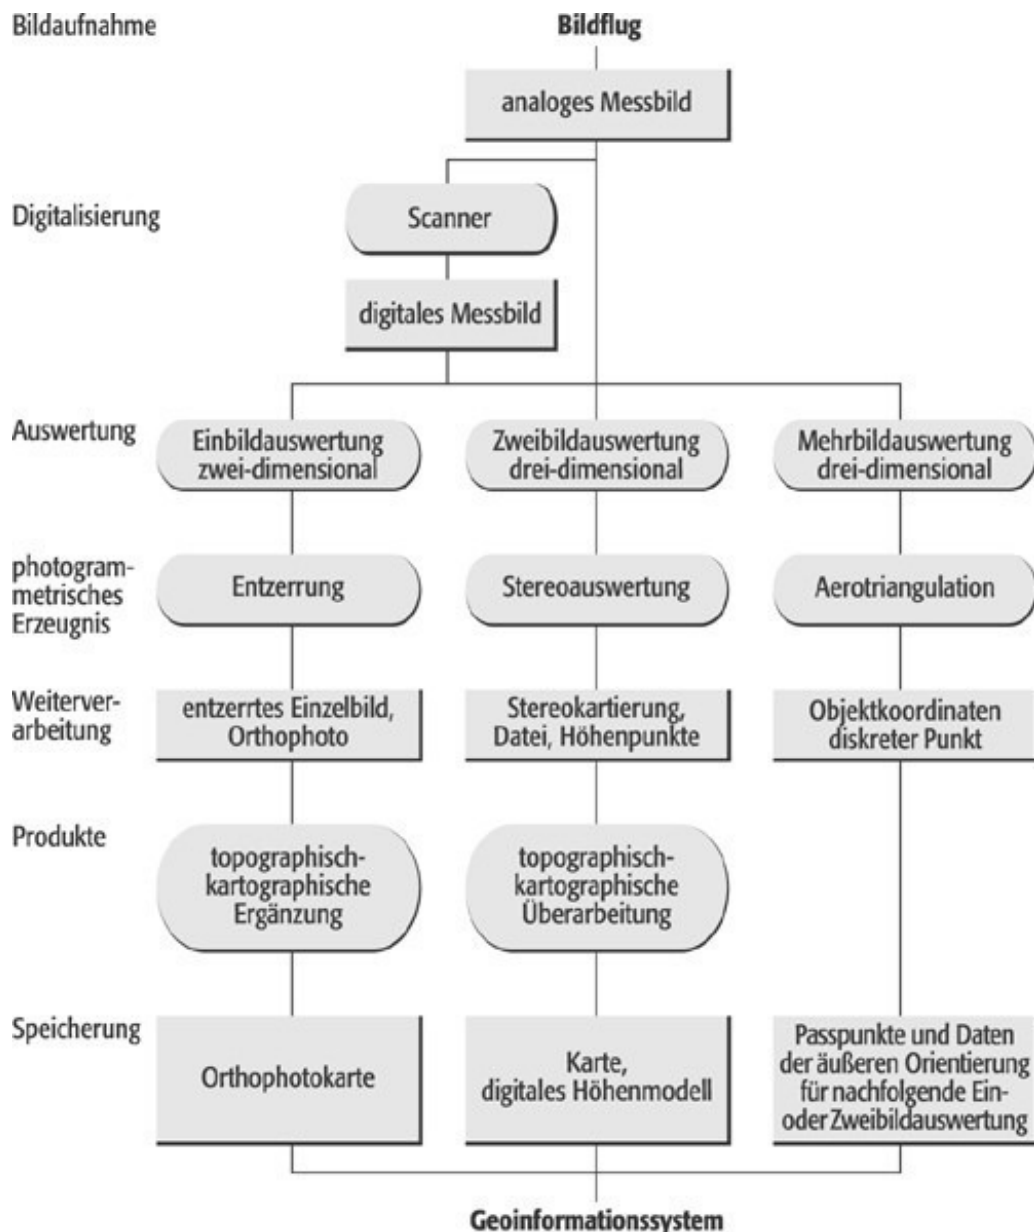 Bildaufnahme
Bildflug
analoges Messbild
Digitalisierung
Scanner
digitales Messbild
Auswertung
Einbildauswertung
zwei-dimensional
Zweibildauswertung
drei-dimensional
Mehrbildauswertung
drei-dimensional
photogram-
metrisches
Erzeugnis
Entzerrung
Stereoauswertung
Aerotriangulation
Weiterver-
arbeitung
entzerrtes Einzelbild,
Orthophoto
Stereokartierung,
Datei, Höhenpunkte
Objektkoordinaten
diskreter Punkt
Produkte
topographisch-
kartographische
Ergänzung
topographisch-
kartographische
Überarbeitung
Speicherung
Orthophotokarte
Karte,
digitales Höhenmodell
Passpunkte und Daten
der äußeren Orientierung
für nachfolgende Ein-
oder Zweibildauswertung
Geoinformationssystem